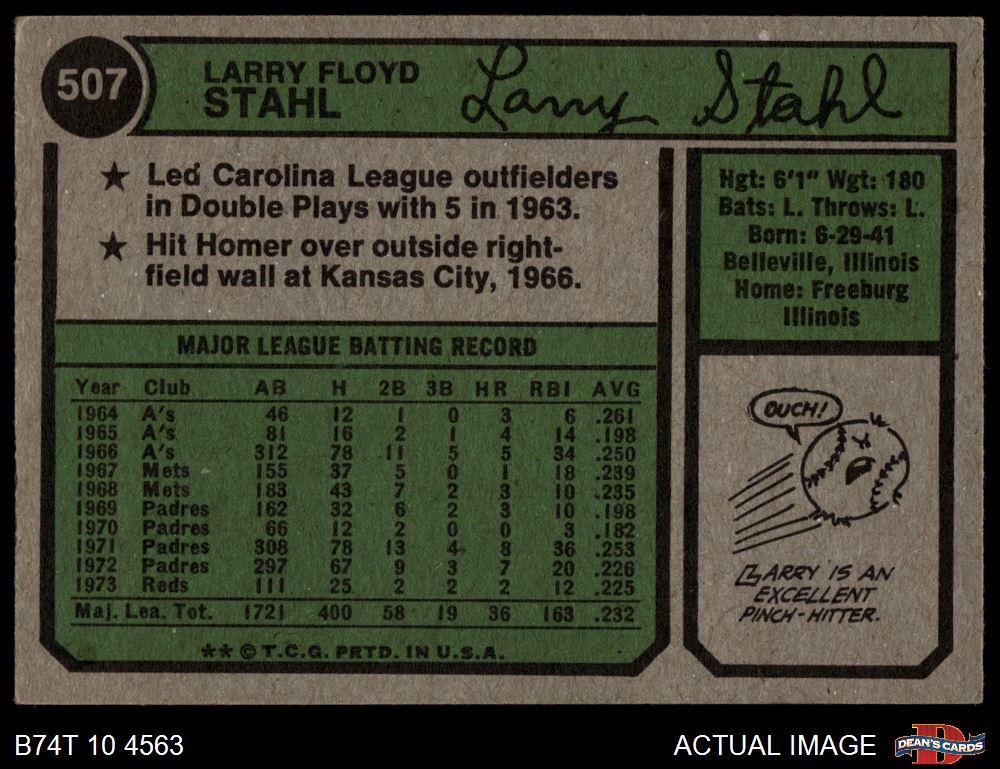 507
LARRY FLOYD
STAHL
Larry Stahl
★ Led Carolina League outfielders
in Double Plays with 5 in 1963.
★ Hit Homer over outside right-
field wall at Kansas City, 1966.
Hgt: 6'1" Wgt: 180
Bats: L. Throws: L.
Born: 6-29-41
Belleville, Illinois
Home: Freeburg
Illinois
MAJOR LEAGUE BATTING RECORD
Year Club AB H 2B 3B HR RBI AVG
1964 A's 46 12 1 0 3 6 .261
1965 A's 81 16 2 1 4 14 .198
1966 A's 312 78 11 5 5 34 .250
1967 Mets 155 37 5 0 1 18 .239
1968 Mets 183 43 7 2 3 10 .235
1969 Padres 162 32 6 2 3 10 .198
1970 Padres 66 12 2 0 0 3 .182
1971 Padres 308 78 13 4 8 36 .253
1972 Padres 297 67 9 3 7 20 .226
1973 Reds 111 25 2 2 2 12 .225
Maj. Lea. Tot. 1721 400 58 19 36 163 .232
** © T.C.G. PRTD. IN U.S.A.
OUCH!
LARRY IS AN
EXCELLENT
PINCH-HITTER.
B74T 10 4563
ACTUAL IMAGE
D
DEAN'S CARDS